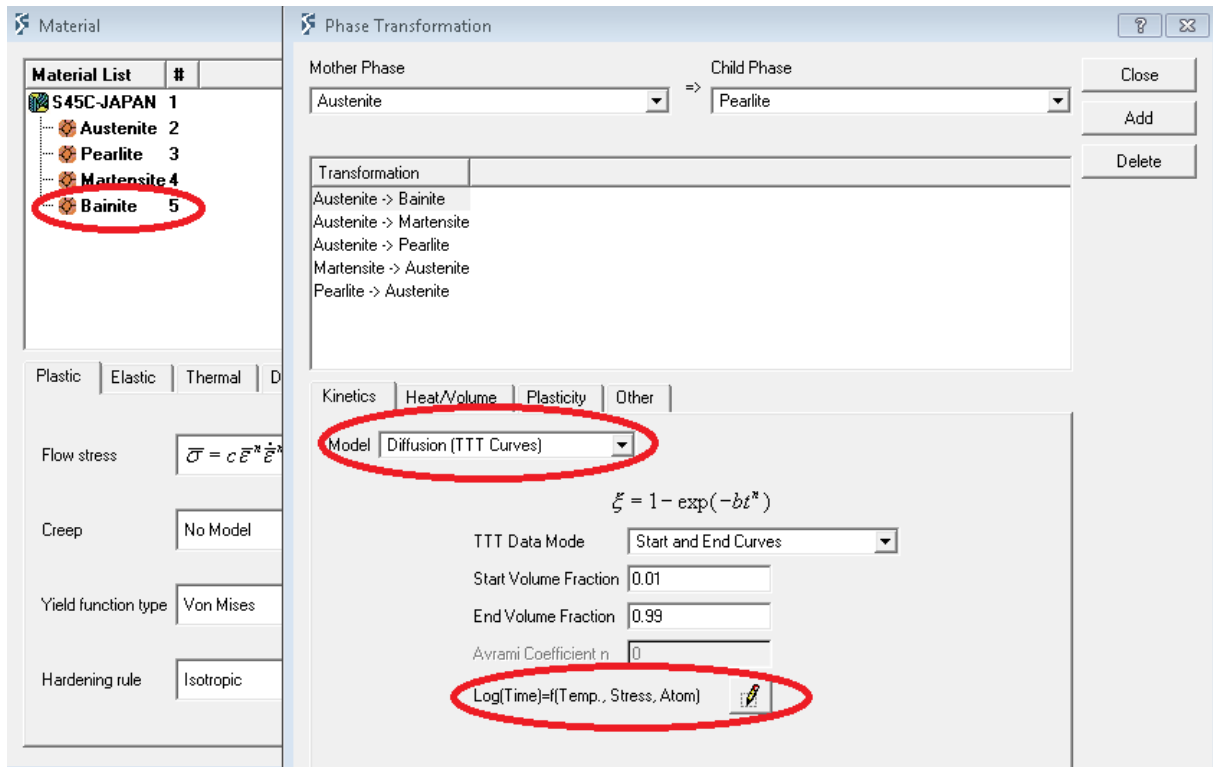 Material
Material List #
S45C-JAPAN 1
Austenite 2
Pearlite 3
Martensite 4
Bainite 5
Plastic Elastic Thermal D
Flow stress
σ̅ = c ε̅ⁿ ε̅̇ᵐ
Creep
No Model
Yield function type
Von Mises
Hardening rule
Isotropic
Phase Transformation
?
Mother Phase
Child Phase
Austenite
=>
Pearlite
Close
Add
Delete
Transformation
Austenite -> Bainite
Austenite -> Martensite
Austenite -> Pearlite
Martensite -> Austenite
Pearlite -> Austenite
Kinetics Heat/Volume Plasticity Other
Model Diffusion (TTT Curves)
ξ = 1 − exp(−btⁿ)
TTT Data Mode Start and End Curves
Start Volume Fraction 0.01
End Volume Fraction 0.99
Avrami Coefficient n 0
Log(Time)=f(Temp., Stress, Atom)